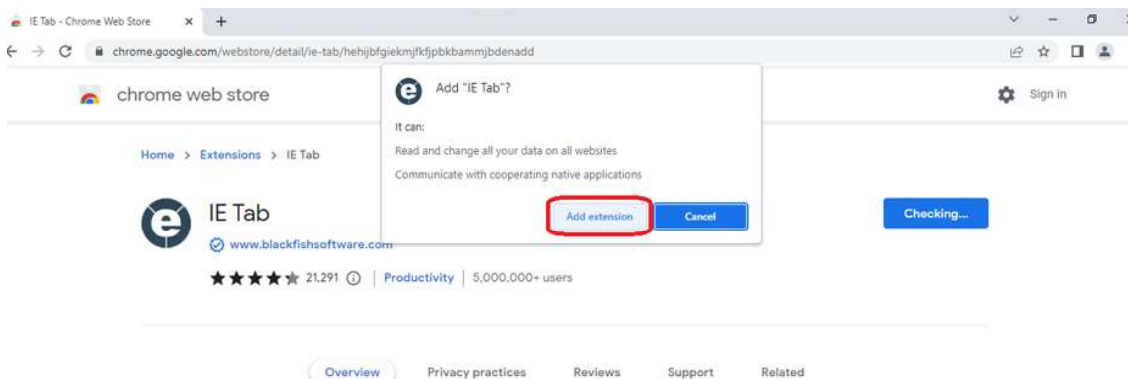 IE Tab - Chrome Web Store
chrome.google.com/webstore/detail/ie-tab/hehijbfgiekmjfkfjpbkbammjbdenadd
chrome web store
Sign in
Add "IE Tab"?
It can:
Read and change all your data on all websites
Communicate with cooperating native applications
Add extension
Cancel
Home > Extensions > IE Tab
IE Tab
Checking...
www.blackfishsoftware.com
21,291 | Productivity | 5,000,000+ users
Overview Privacy practices Reviews Support Related